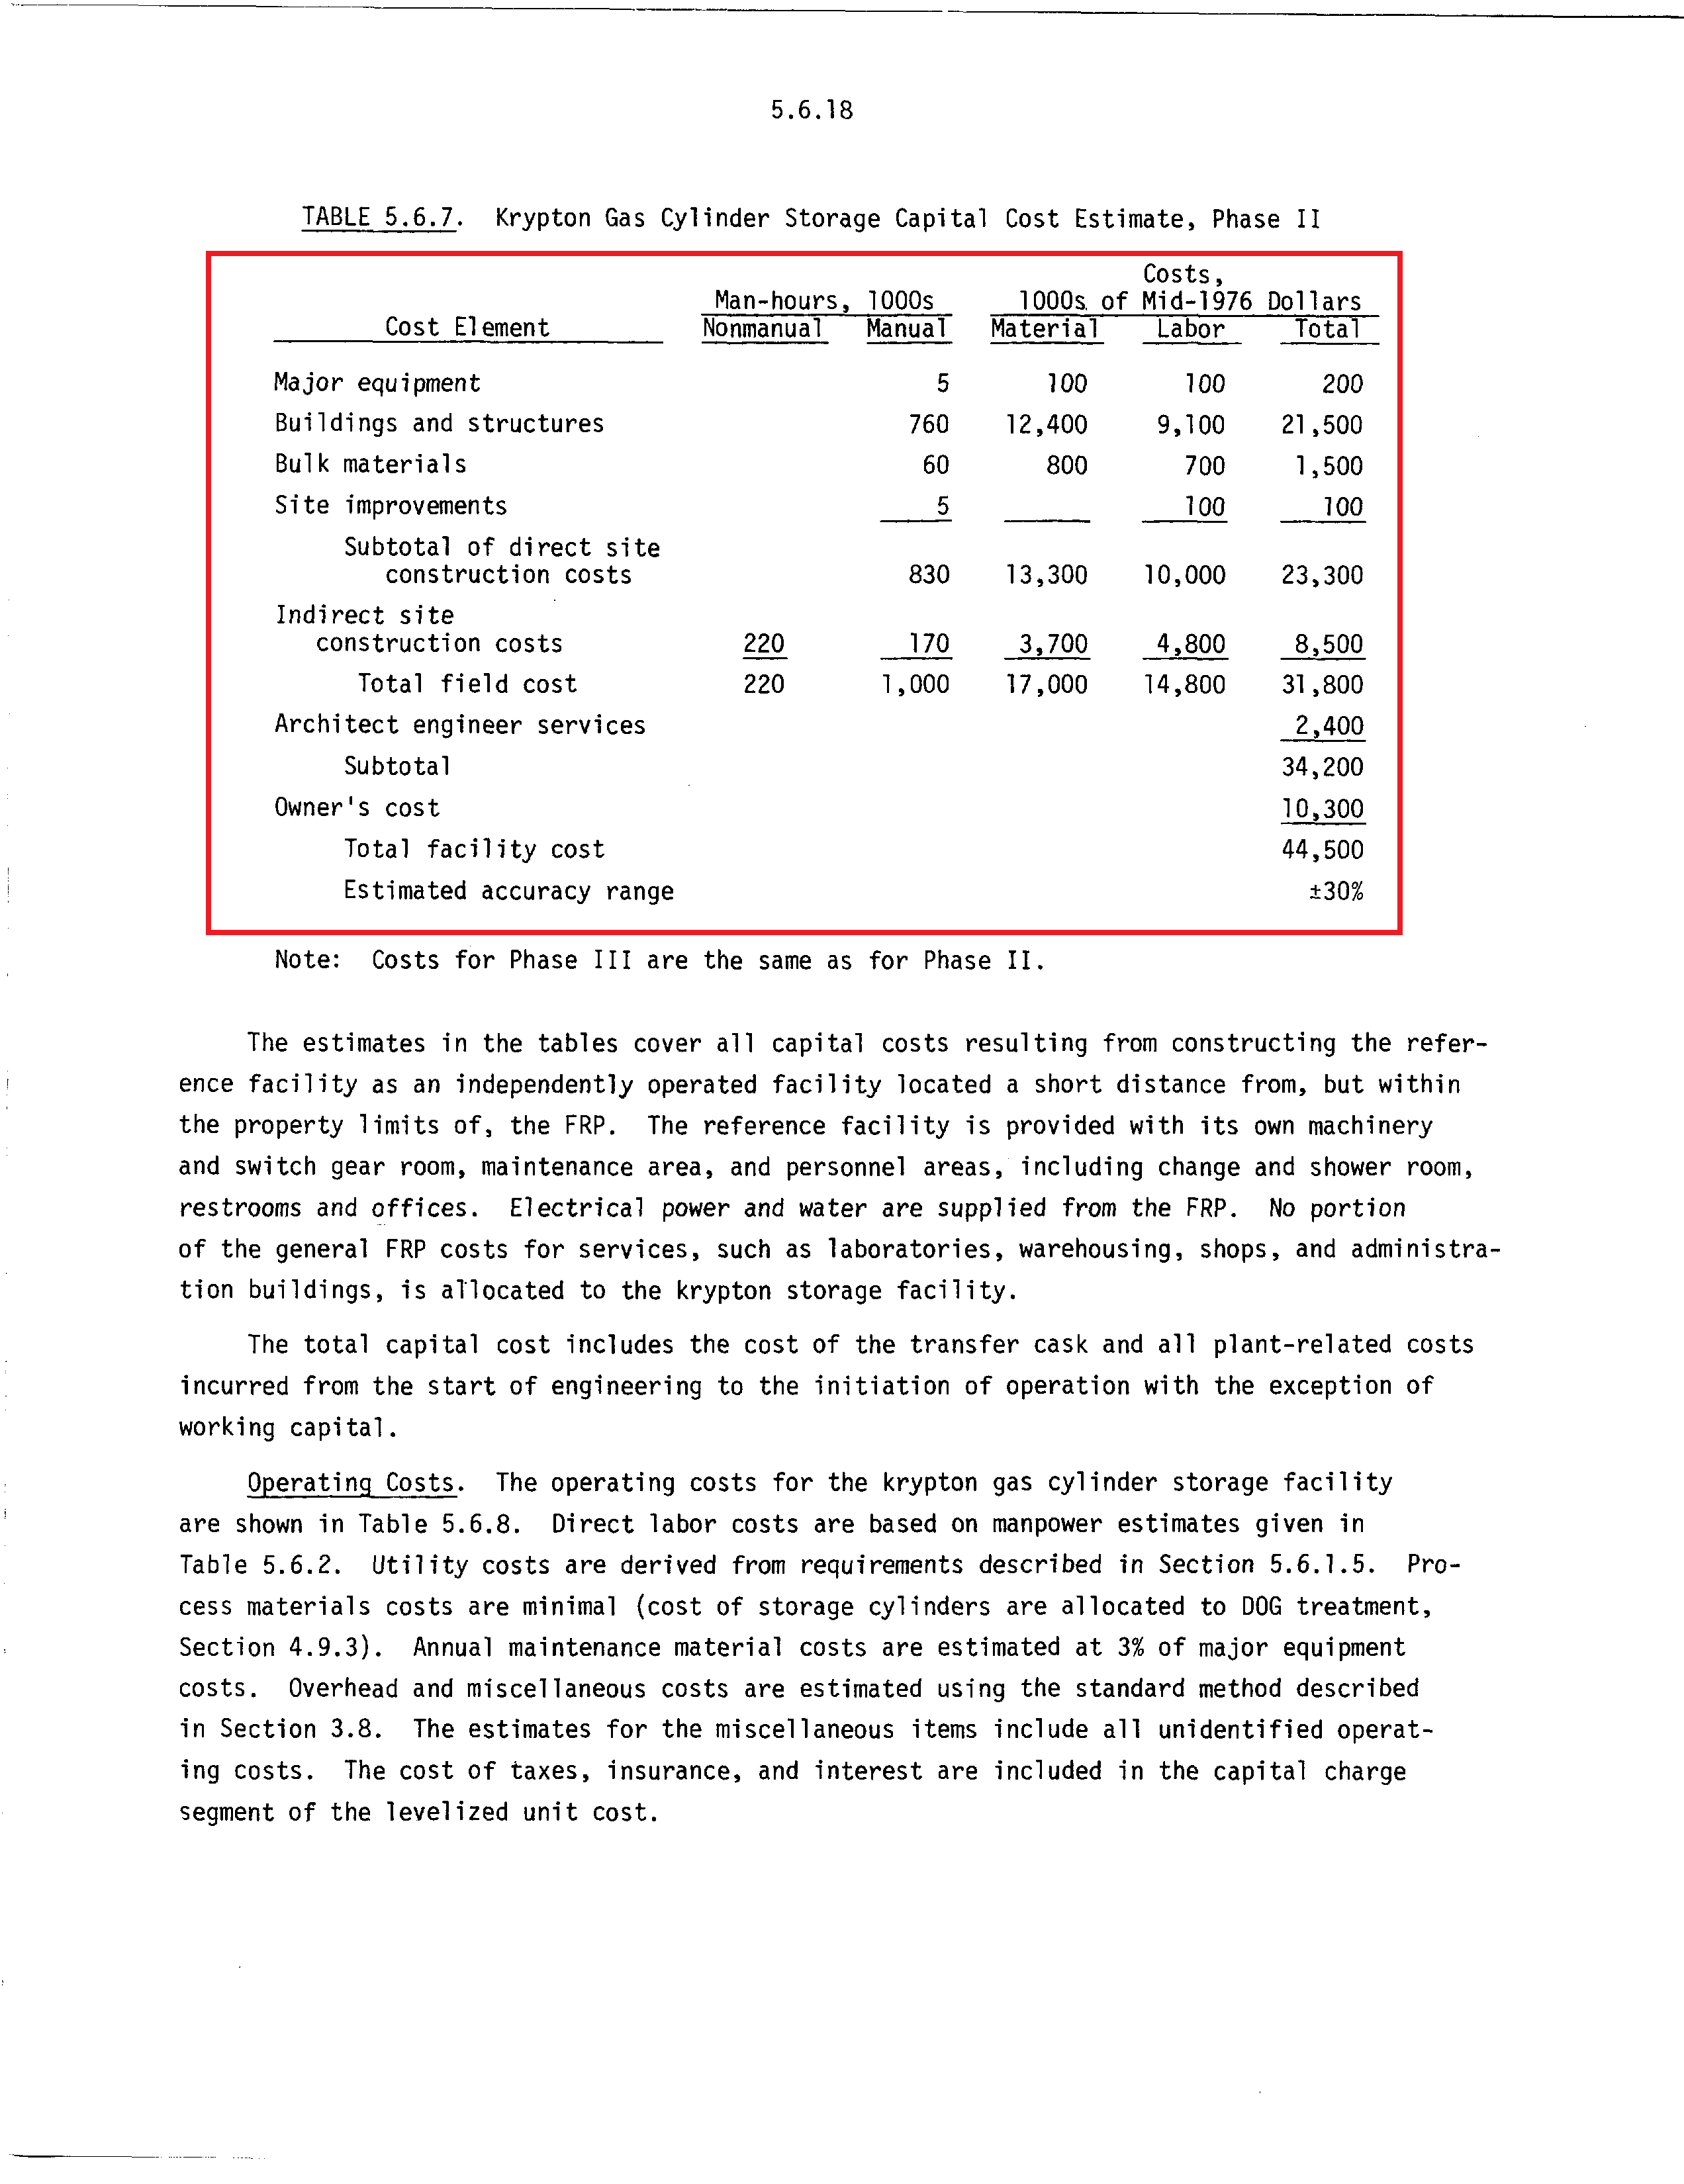 5.6.18
TABLE 5.6.7. Krypton Gas Cylinder Storage Capital Cost Estimate, Phase II
Costs,
Man-hours, 1000s 1000s of Mid-1976 Dollars
Cost Element Nonmanual Manual Material Labor Total
Major equipment 5 100 100 200
Buildings and structures 760 12,400 9,100 21,500
Bulk materials 60 800 700 1,500
Site improvements 5 100 100
Subtotal of direct site
construction costs 830 13,300 10,000 23,300
Indirect site
construction costs 220 170 3,700 4,800 8,500
Total field cost 220 1,000 17,000 14,800 31,800
Architect engineer services 2,400
Subtotal 34,200
Owner's cost 10,300
Total facility cost 44,500
Estimated accuracy range ±30%
Note: Costs for Phase III are the same as for Phase II.
The estimates in the tables cover all capital costs resulting from constructing the refer-
ence facility as an independently operated facility located a short distance from, but within
the property limits of, the FRP. The reference facility is provided with its own machinery
and switch gear room, maintenance area, and personnel areas, including change and shower room,
restrooms and offices. Electrical power and water are supplied from the FRP. No portion
of the general FRP costs for services, such as laboratories, warehousing, shops, and administra-
tion buildings, is allocated to the krypton storage facility.
The total capital cost includes the cost of the transfer cask and all plant-related costs
incurred from the start of engineering to the initiation of operation with the exception of
working capital.
Operating Costs. The operating costs for the krypton gas cylinder storage facility
are shown in Table 5.6.8. Direct labor costs are based on manpower estimates given in
Table 5.6.2. Utility costs are derived from requirements described in Section 5.6.1.5. Pro-
cess materials costs are minimal (cost of storage cylinders are allocated to DOG treatment,
Section 4.9.3). Annual maintenance material costs are estimated at 3% of major equipment
costs. Overhead and miscellaneous costs are estimated using the standard method described
in Section 3.8. The estimates for the miscellaneous items include all unidentified operat-
ing costs. The cost of taxes, insurance, and interest are included in the capital charge
segment of the levelized unit cost.